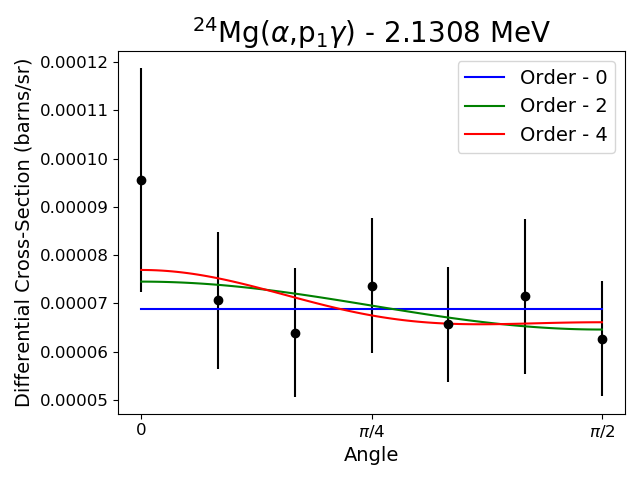 ²⁴Mg(α,p₁γ) - 2.1308 MeV
Differential Cross-Section (barns/sr)
0.00012
0.00011
0.00010
0.00009
0.00008
0.00007
0.00006
0.00005
Order - 0
Order - 2
Order - 4
0
π/4
π/2
Angle